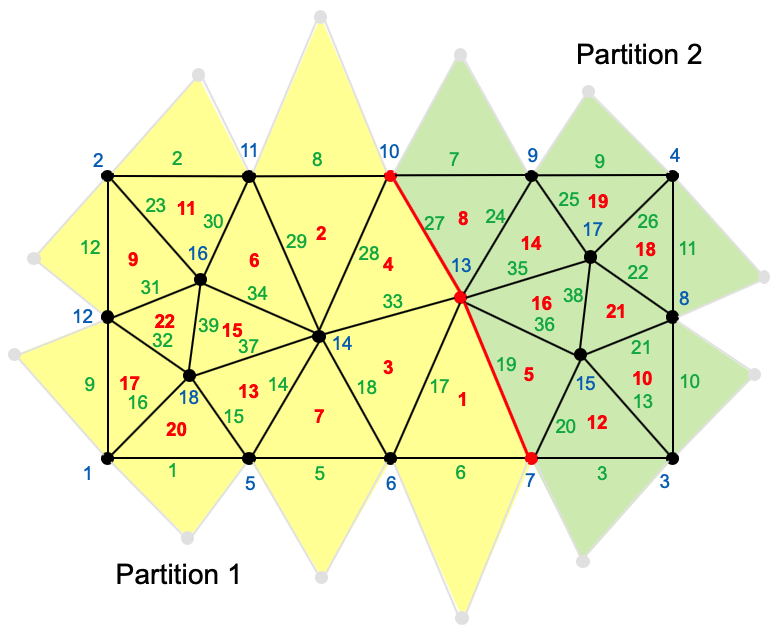 Partition 2
10
2 11 9 4
2 8 7 9
23 11 30 2 27 8 24 25 19 26
12 16 29 28 13 14 17 18 11
9 6 4 35 22
31 34 33 16 38 21 8
12 22 39 15 36
32 37 14 21
9 17 18 13 14 18 3 17 19 5 15 10 10
16 15 7 1 20 12 13
20
1 1 5 5 6 6 7 3 3
Partition 1